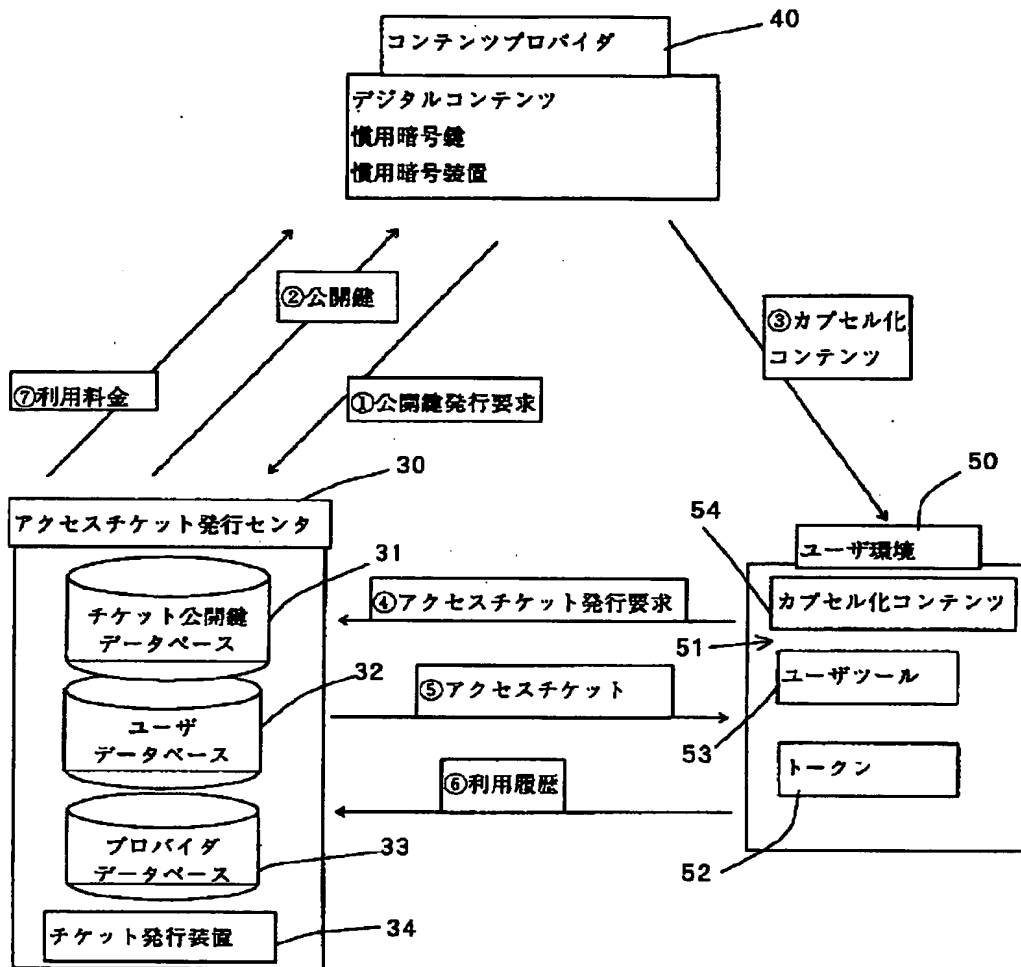 40
コンテンツプロバイダ
デジタルコンテンツ
慣用暗号鍵
慣用暗号装置
②公開鍵
③カプセル化
コンテンツ
⑦利用料金
①公開鍵発行要求
30
50
アクセスチケット発行センタ
54
ユーザ環境
31
チケット公開鍵
データベース
④アクセスチケット発行要求
カプセル化コンテンツ
51
32
ユーザ
データベース
⑤アクセスチケット
ユーザツール
53
⑥利用履歴
トークン
プロバイダ
データベース
33
52
チケット発行装置
34